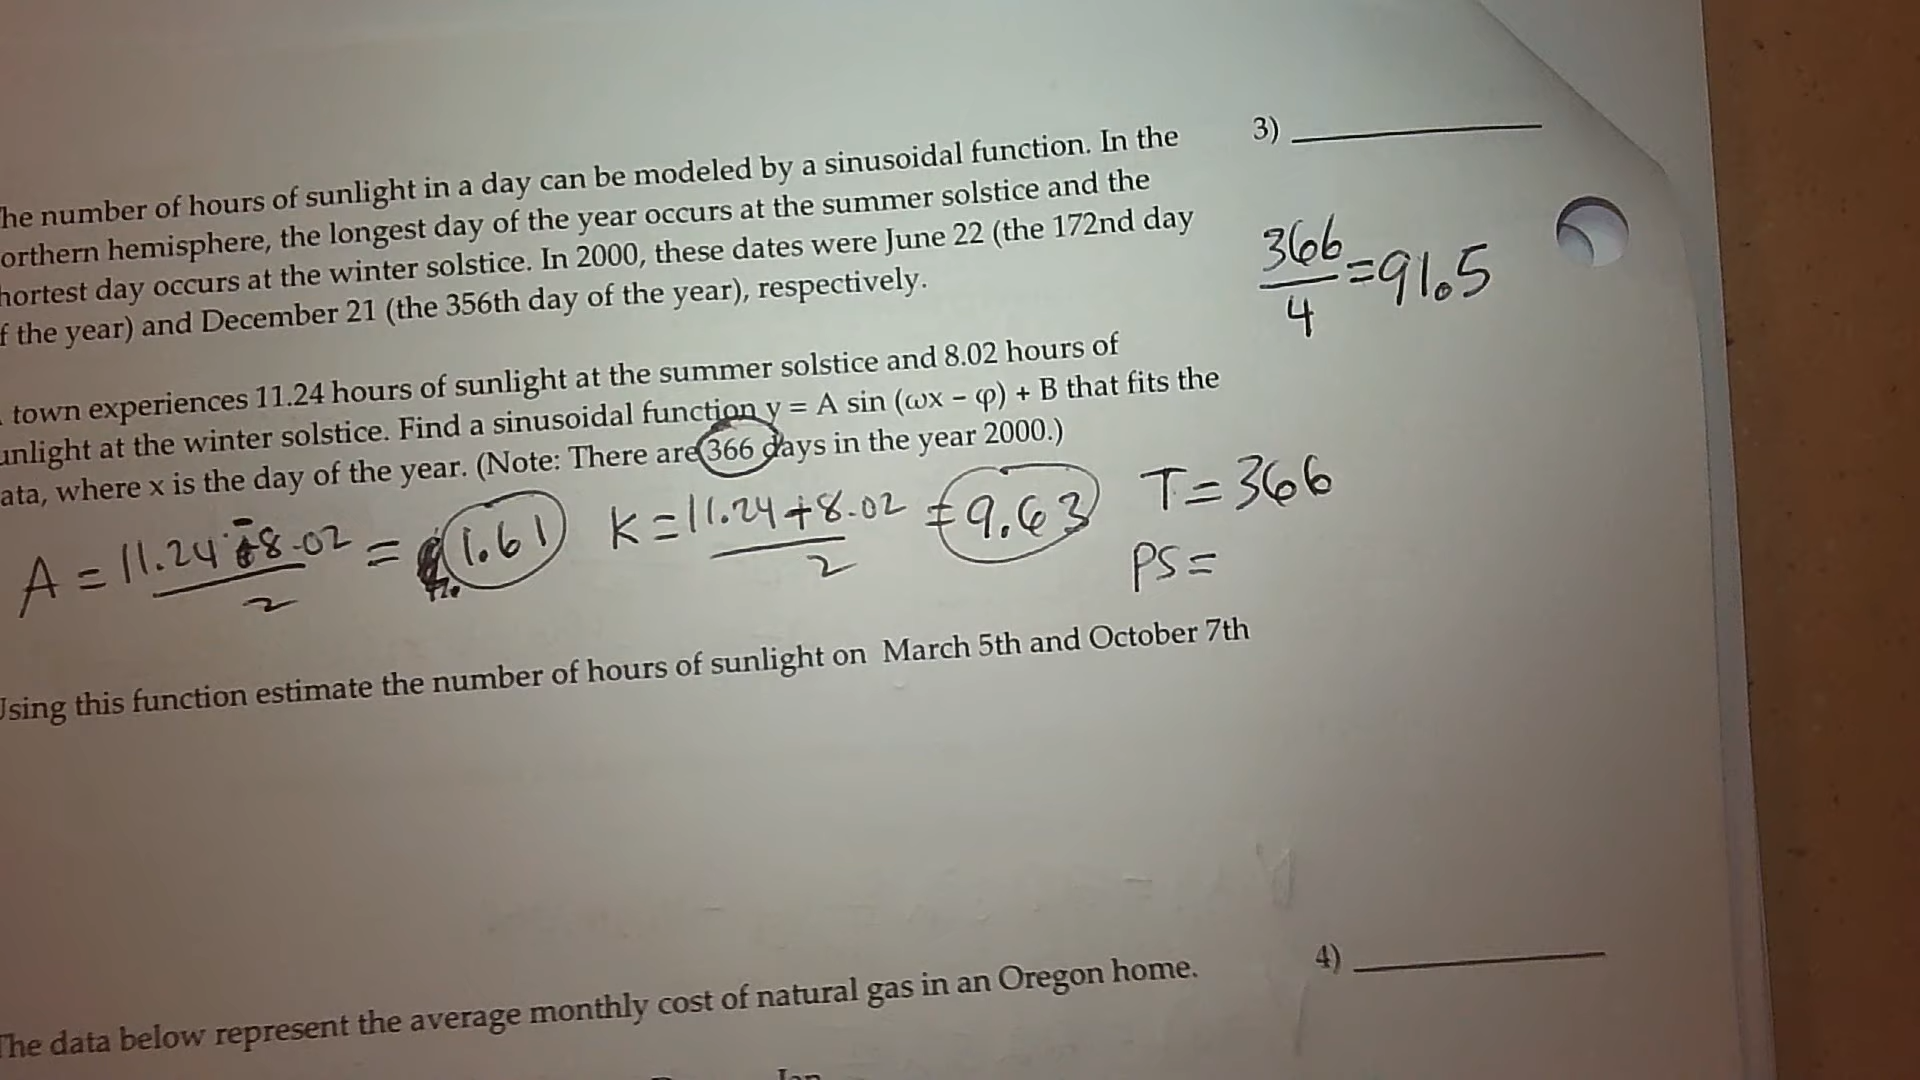 he number of hours of sunlight in a day can be modeled by a sinusoidal function. In the
orthern hemisphere, the longest day of the year occurs at the summer solstice and the
hortest day occurs at the winter solstice. In 2000, these dates were June 22 (the 172nd day
f the year) and December 21 (the 356th day of the year), respectively.
3)
366/4 = 91.5
town experiences 11.24 hours of sunlight at the summer solstice and 8.02 hours of
unlight at the winter solstice. Find a sinusoidal function y = A sin (ωx − φ) + B that fits the
ata, where x is the day of the year. (Note: There are 366 days in the year 2000.)
A = 11.24 - 8.02 / 2 = 1.61 K = 11.24 + 8.02 / 2 = 9.63 T = 366
PS =
Using this function estimate the number of hours of sunlight on March 5th and October 7th
4)
The data below represent the average monthly cost of natural gas in an Oregon home.
Jan